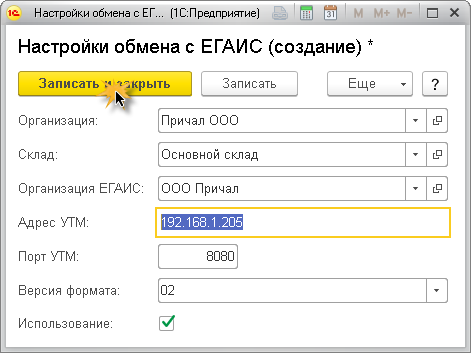 Настройки обмена с ЕГ... (1С:Предприятие) M M+ M-
Настройки обмена с ЕГАИС (создание) *
Записать и закрыть Записать Еще ?
Организация: Причал ООО
Склад: Основной склад
Организация ЕГАИС: ООО Причал
Адрес УТМ: 192.168.1.205
Порт УТМ: 8080
Версия формата: 02
Использование: